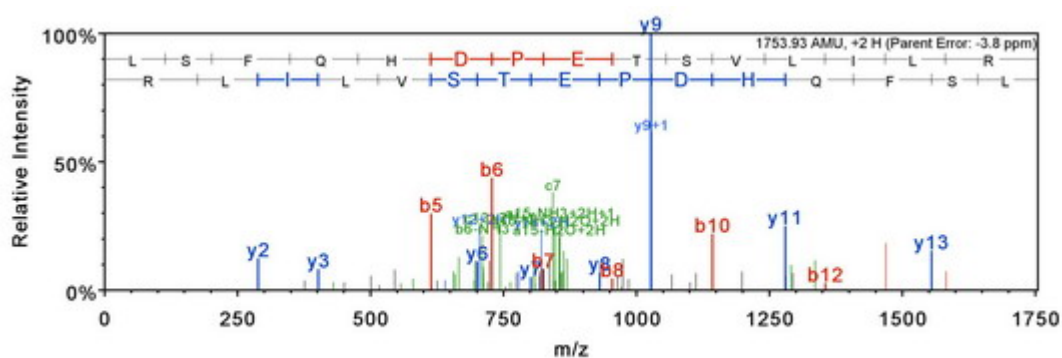 y9
100%
1753.93 AMU, +2 H (Parent Error: -3.8 ppm)
L S F Q H D P E T S V L I L R
R L I L V S T E P D H Q F S L
y9+1
50%
c7
b6
b5
b10
y11
y2
y3
y6
b7
y8
b8
y13
b12
0%
0 250 500 750 1000 1250 1500 1750
m/z
Relative Intensity